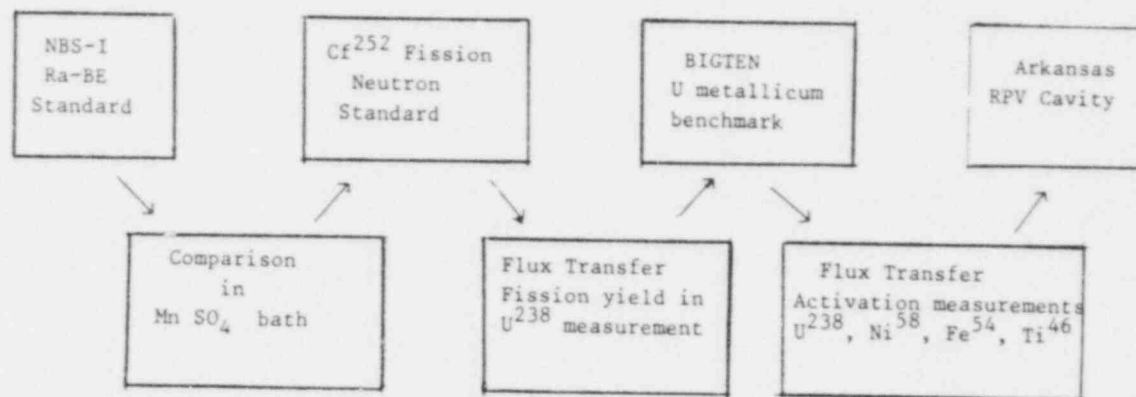 NBS-I
Ra-BE
Standard
Cf252 Fission
Neutron
Standard
BIGTEN
U metallicum
benchmark
Arkansas
RPV Cavity
Comparison
in
Mn SO4 bath
Flux Transfer
Fission yield in
U238 measurement
Flux Transfer
Activation measurements
U238, Ni58, Fe54, Ti46